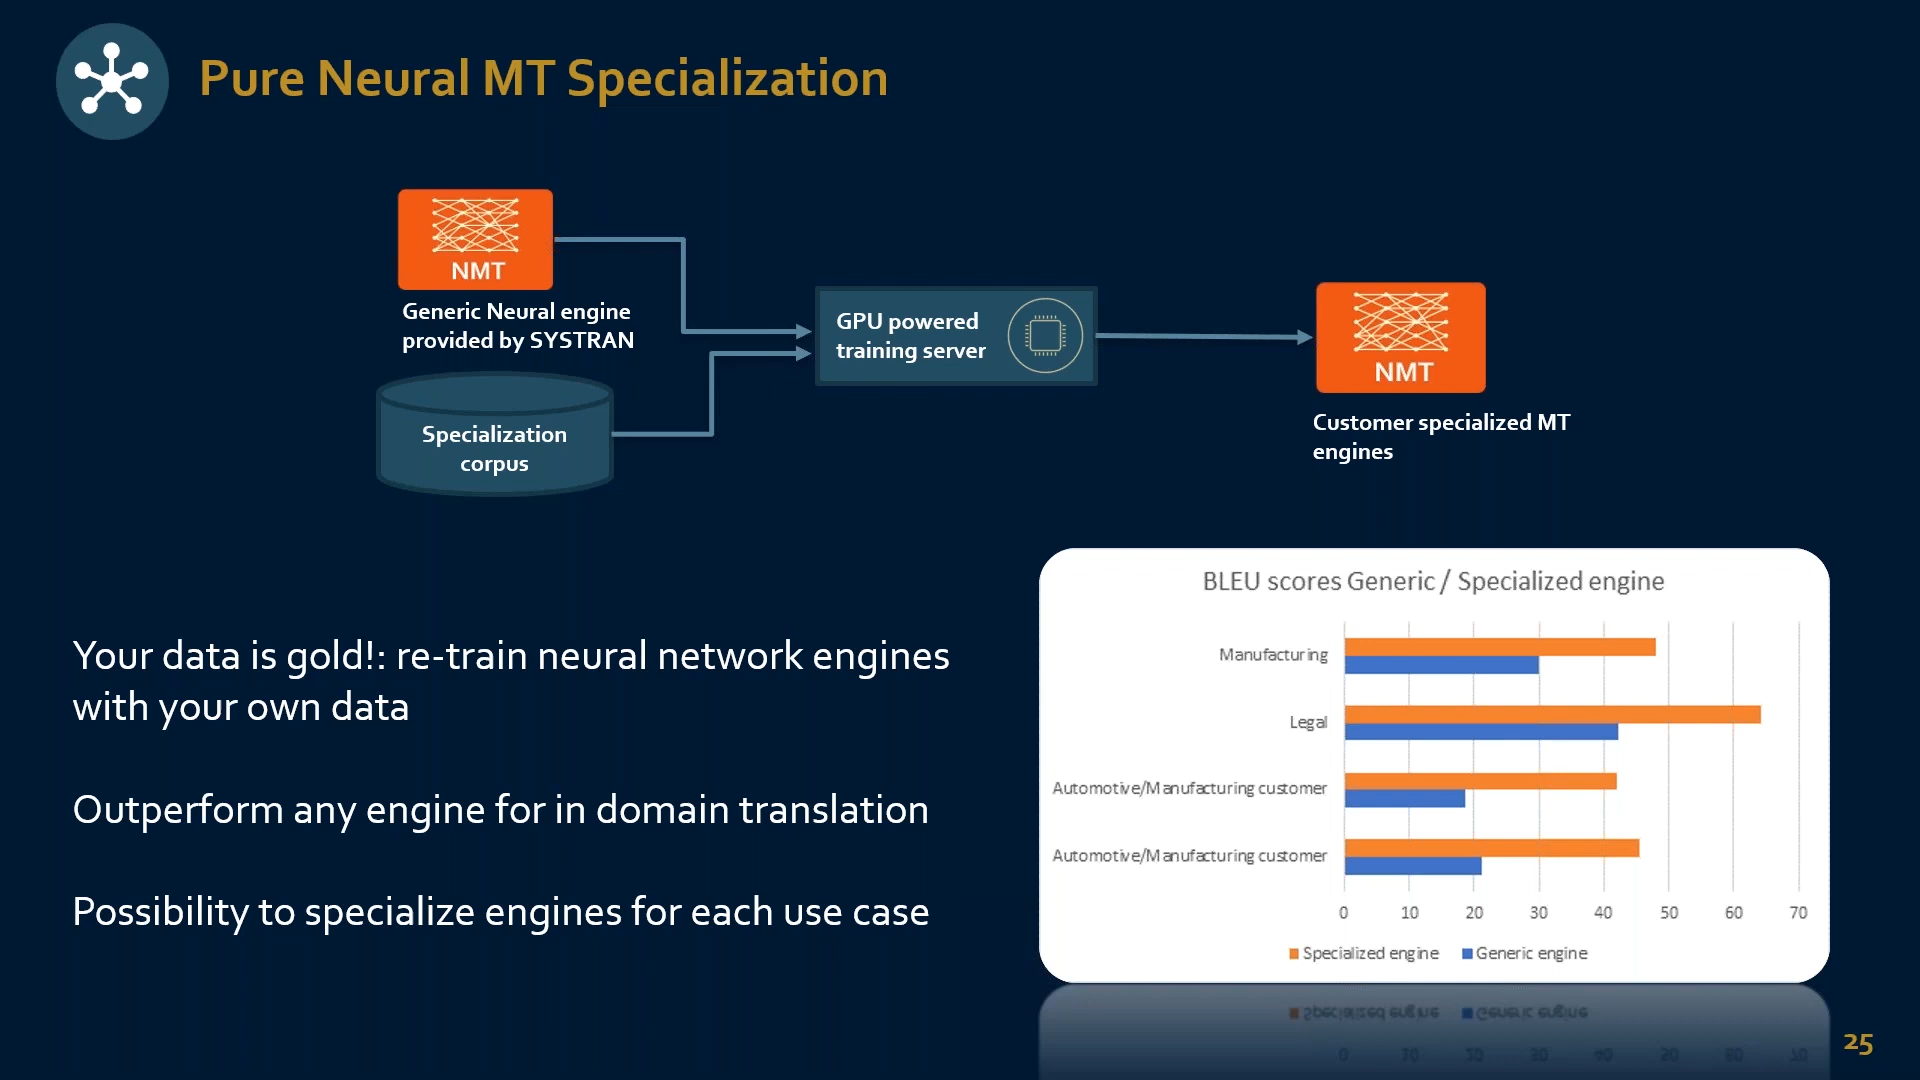 Pure Neural MT Specialization
NMT
Generic Neural engine
provided by SYSTRAN
Specialization
corpus
GPU powered
training server
NMT
Customer specialized MT
engines
Your data is gold!: re-train neural network engines
with your own data
Outperform any engine for in domain translation
Possibility to specialize engines for each use case
BLEU scores Generic / Specialized engine
Manufacturing
Legal
Automotive/Manufacturing customer
Automotive/Manufacturing customer
0 10 20 30 40 50 60 70
Specialized engine Generic engine
25